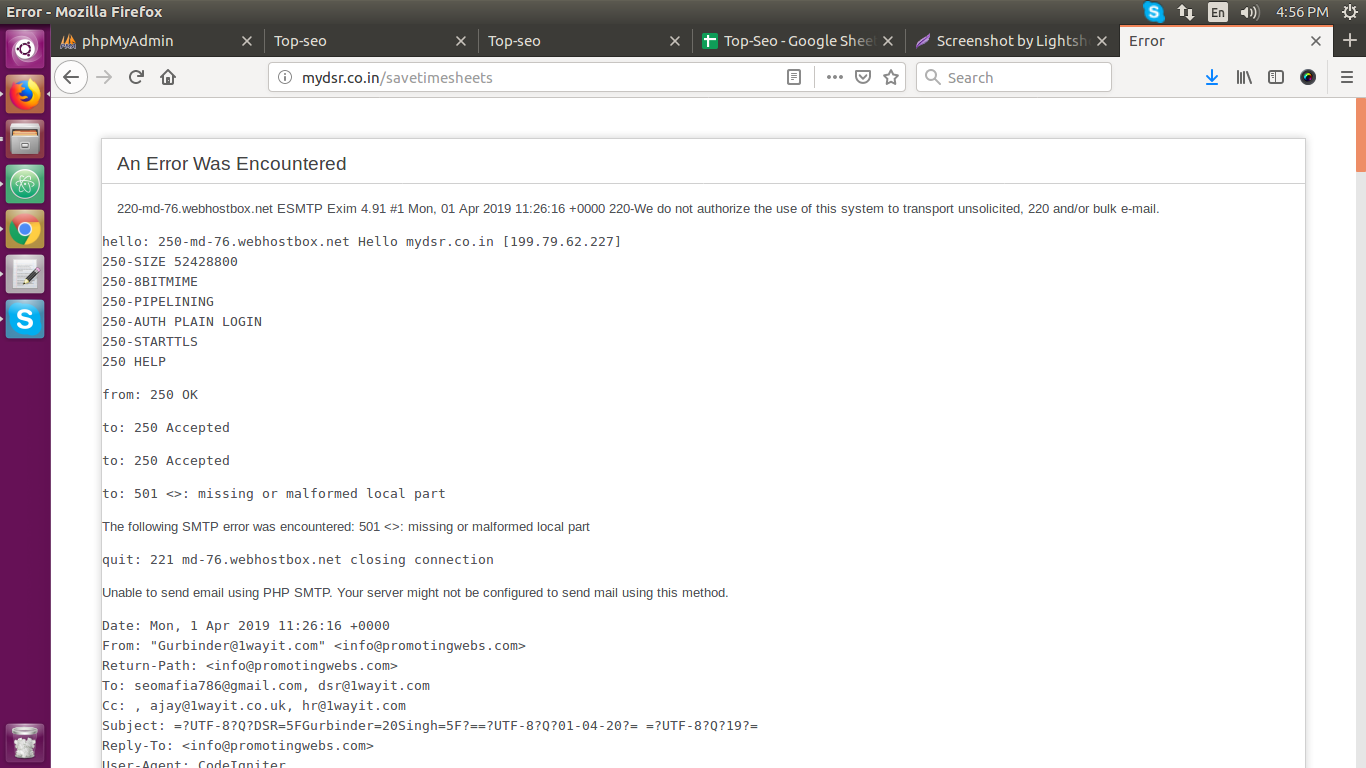 Error - Mozilla Firefox
En
4:56 PM
phpMyAdmin
Top-seo
Top-seo
Top-Seo - Google Shee
Screenshot by Lightsh
Error
mydsr.co.in/savetimesheets
Search
An Error Was Encountered
220-md-76.webhostbox.net ESMTP Exim 4.91 #1 Mon, 01 Apr 2019 11:26:16 +0000 220-We do not authorize the use of this system to transport unsolicited, 220 and/or bulk e-mail.
hello: 250-md-76.webhostbox.net Hello mydsr.co.in [199.79.62.227]
250-SIZE 52428800
250-8BITMIME
250-PIPELINING
250-AUTH PLAIN LOGIN
250-STARTTLS
250 HELP
from: 250 OK
to: 250 Accepted
to: 250 Accepted
to: 501 <>: missing or malformed local part
The following SMTP error was encountered: 501 <>: missing or malformed local part
quit: 221 md-76.webhostbox.net closing connection
Unable to send email using PHP SMTP. Your server might not be configured to send mail using this method.
Date: Mon, 1 Apr 2019 11:26:16 +0000
From: "Gurbinder@1wayit.com" <info@promotingwebs.com>
Return-Path: <info@promotingwebs.com>
To: seomafia786@gmail.com, dsr@1wayit.com
Cc: , ajay@1wayit.co.uk, hr@1wayit.com
Subject: =?UTF-8?Q?DSR=5FGurbinder=20Singh=5F?==?UTF-8?Q?01-04-20?= =?UTF-8?Q?19?=
Reply-To: <info@promotingwebs.com>
User-Agent: CodeIgniter